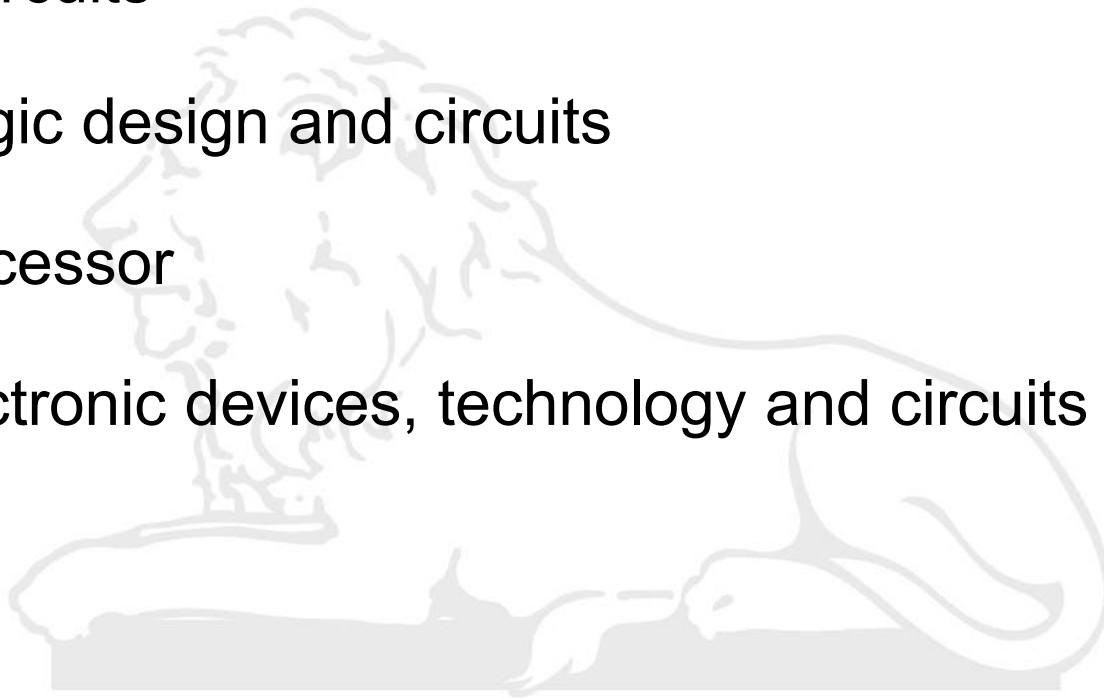 gic design and circuits
cessor
ctronic devices, technology and circuits